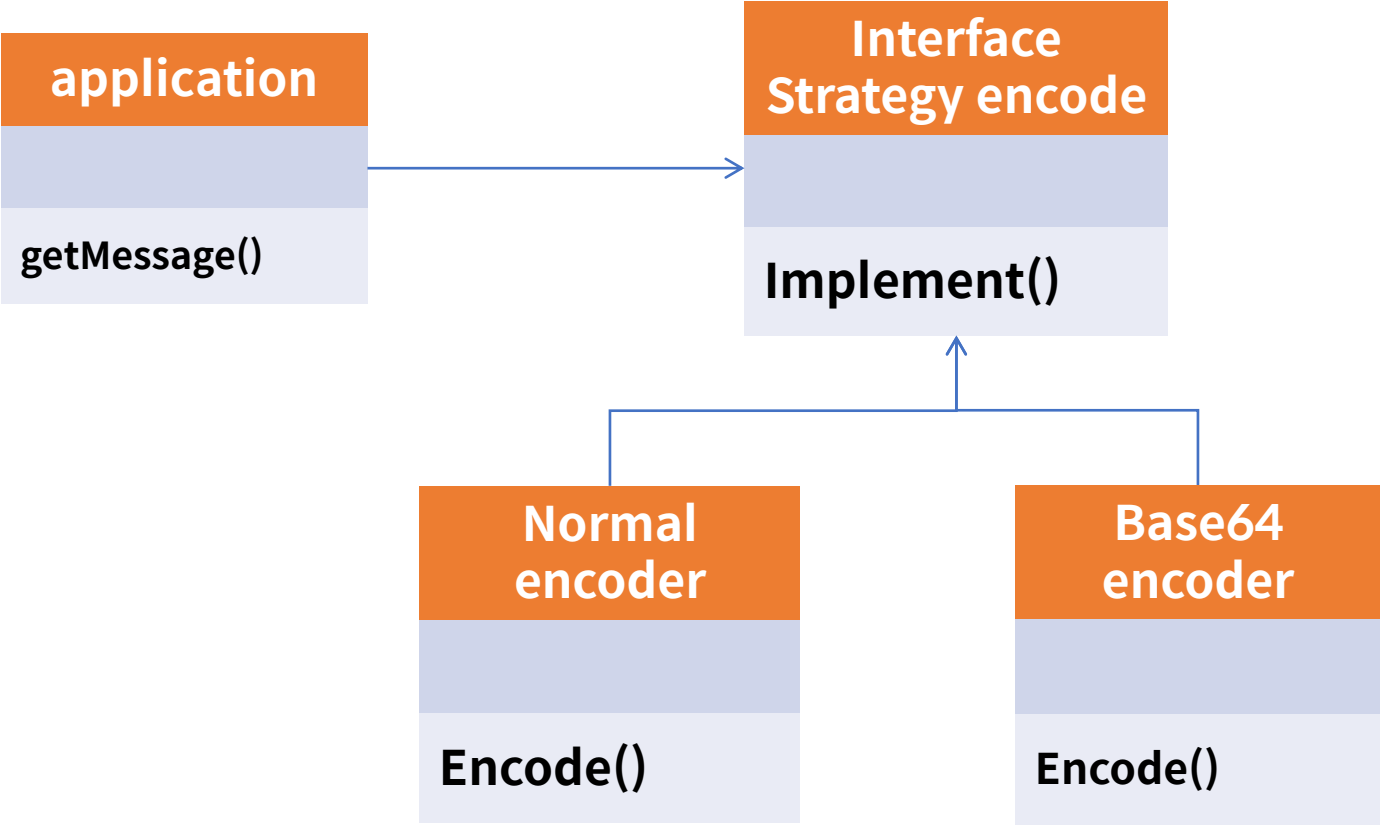 application
getMessage()
Interface
Strategy encode
Implement()
Normal
encoder
Encode()
Base64
encoder
Encode()